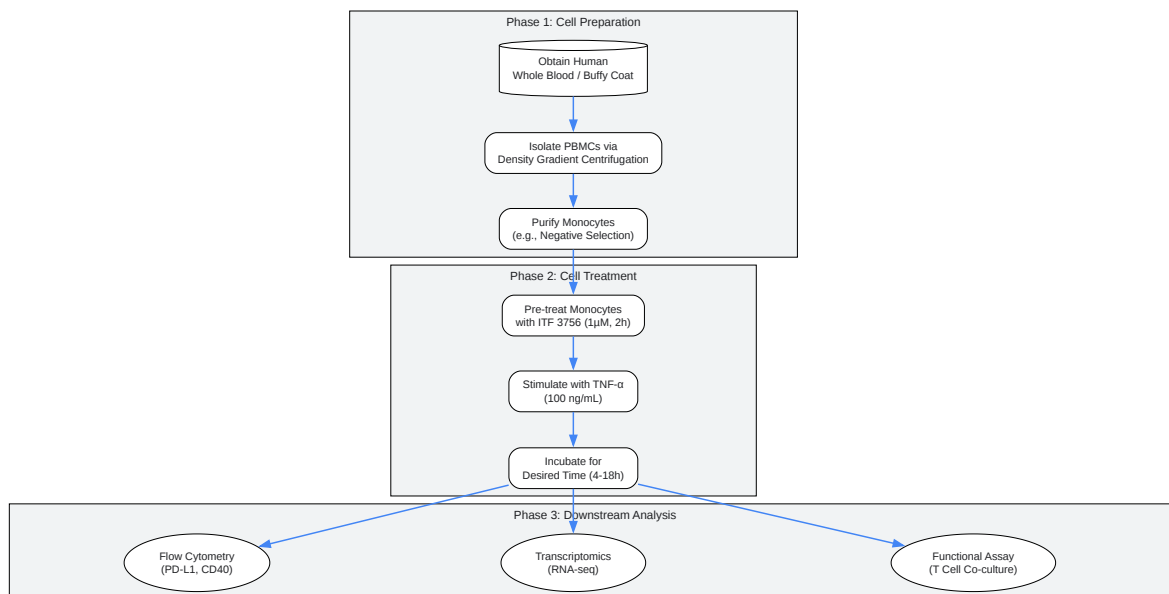 Phase 1: Cell Preparation
Obtain Human
Whole Blood / Buffy Coat
Isolate PBMCs via
Density Gradient Centrifugation
Purify Monocytes
(e.g., Negative Selection)
Phase 2: Cell Treatment
Pre-treat Monocytes
with ITF 3756 (1μM, 2h)
Stimulate with TNF-α
(100 ng/mL)
Incubate for
Desired Time (4-18h)
Phase 3: Downstream Analysis
Flow Cytometry
(PD-L1, CD40)
Transcriptomics
(RNA-seq)
Functional Assay
(T Cell Co-culture)